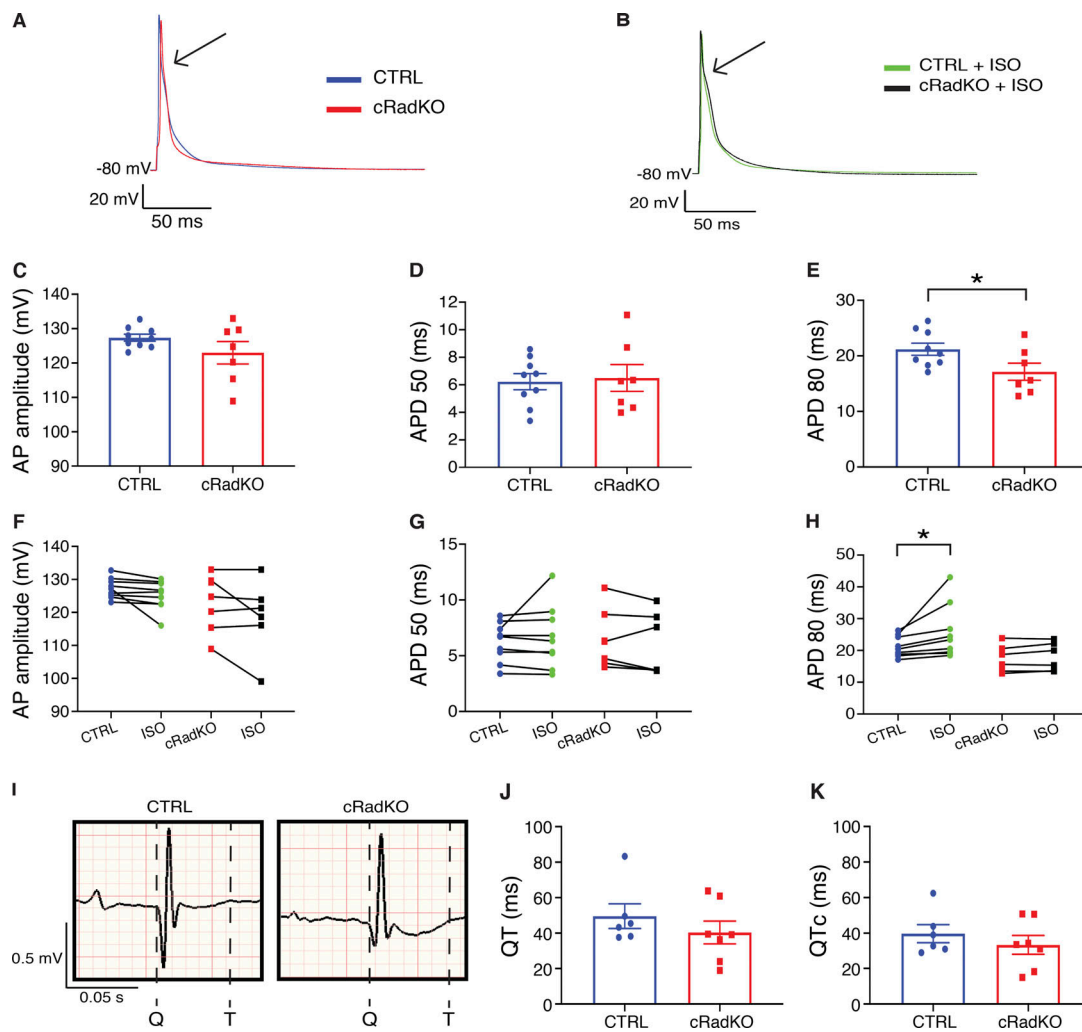 A
CTRL
cRadKO
-80 mV
20 mV
50 ms
B
CTRL + ISO
cRadKO + ISO
-80 mV
20 mV
50 ms
C
AP amplitude (mV)
140
130
120
110
100
90
CTRL
cRadKO
D
APD 50 (ms)
12
10
8
6
4
2
0
CTRL
cRadKO
E
*
APD 80 (ms)
30
20
10
0
CTRL
cRadKO
F
AP amplitude (mV)
140
130
120
110
100
90
CTRL
ISO
cRadKO
ISO
G
APD 50 (ms)
15
10
5
0
CTRL
ISO
cRadKO
ISO
H
*
APD 80 (ms)
50
40
30
20
10
0
CTRL
ISO
cRadKO
ISO
I
CTRL
cRadKO
0.5 mV
0.05 s
Q
T
Q
T
J
QT (ms)
100
80
60
40
20
0
CTRL
cRadKO
K
QTc (ms)
100
80
60
40
20
0
CTRL
cRadKO